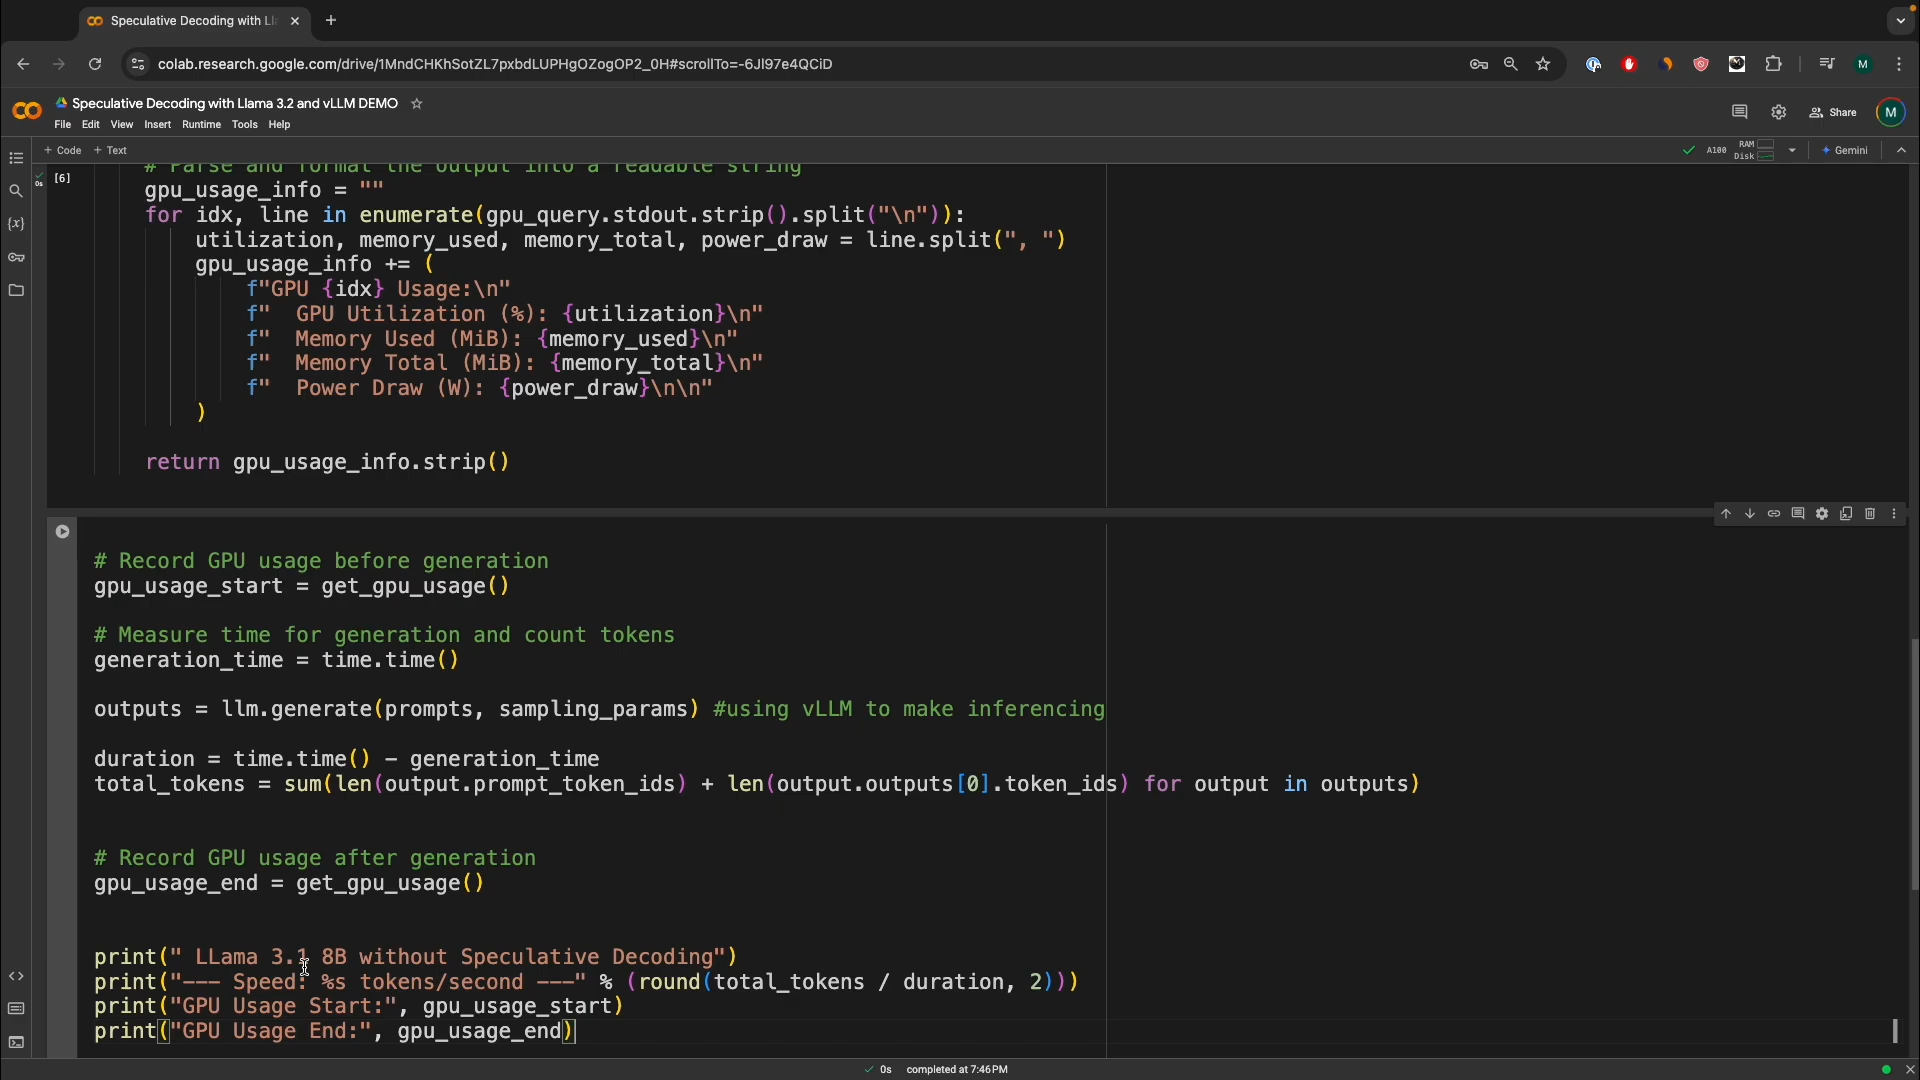 Speculative Decoding with Ll
colab.research.google.com/drive/1MndCHKhSotZL7pxbdLUPHgOZogOP2_0H#scrollTo=-6Jl97e4QCiD
M
Speculative Decoding with Llama 3.2 and vLLM DEMO
File Edit View Insert Runtime Tools Help
Share
M
+ Code + Text
A100
RAM
Disk
Gemini
0s
[6]
# Parse and format the output into a readable string
gpu_usage_info = ""
for idx, line in enumerate(gpu_query.stdout.strip().split("\n")):
utilization, memory_used, memory_total, power_draw = line.split(", ")
gpu_usage_info += (
f"GPU {idx} Usage:\n"
f"  GPU Utilization (%): {utilization}\n"
f"  Memory Used (MiB): {memory_used}\n"
f"  Memory Total (MiB): {memory_total}\n"
f"  Power Draw (W): {power_draw}\n\n"
)
return gpu_usage_info.strip()
# Record GPU usage before generation
gpu_usage_start = get_gpu_usage()
# Measure time for generation and count tokens
generation_time = time.time()
outputs = llm.generate(prompts, sampling_params) #using vLLM to make inferencing
duration = time.time() - generation_time
total_tokens = sum(len(output.prompt_token_ids) + len(output.outputs[0].token_ids) for output in outputs)
# Record GPU usage after generation
gpu_usage_end = get_gpu_usage()
print(" LLama 3.1 8B without Speculative Decoding")
print("--- Speed: %s tokens/second ---" % (round(total_tokens / duration, 2)))
print("GPU Usage Start:", gpu_usage_start)
print("GPU Usage End:", gpu_usage_end)
0s completed at 7:46 PM